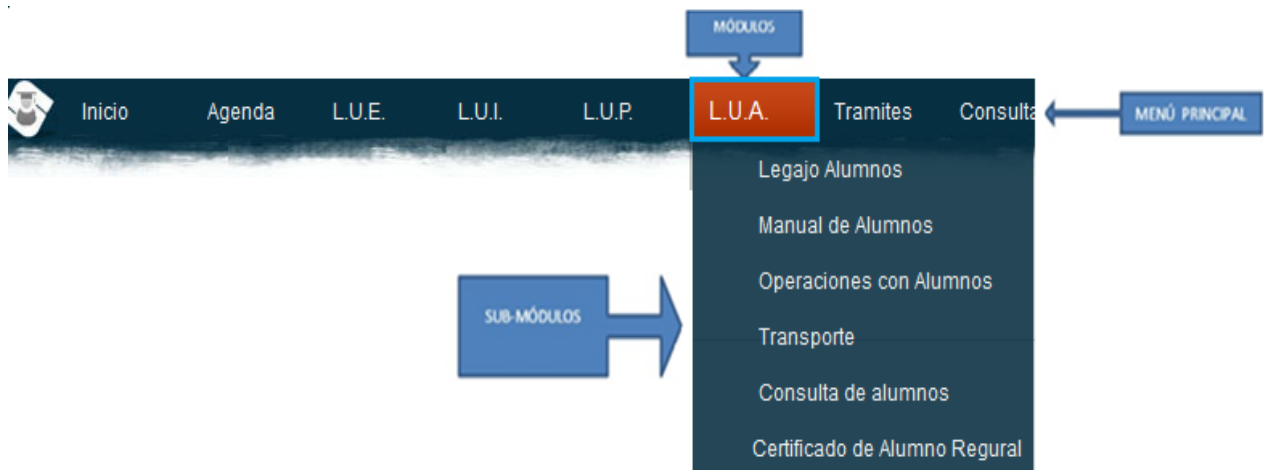 MÓDULOS
Inicio Agenda L.U.E. L.U.I. L.U.P. L.U.A. Tramites Consulta
MENÚ PRINCIPAL
Legajo Alumnos
Manual de Alumnos
Operaciones con Alumnos
SUB-MÓDULOS
Transporte
Consulta de alumnos
Certificado de Alumno Regural